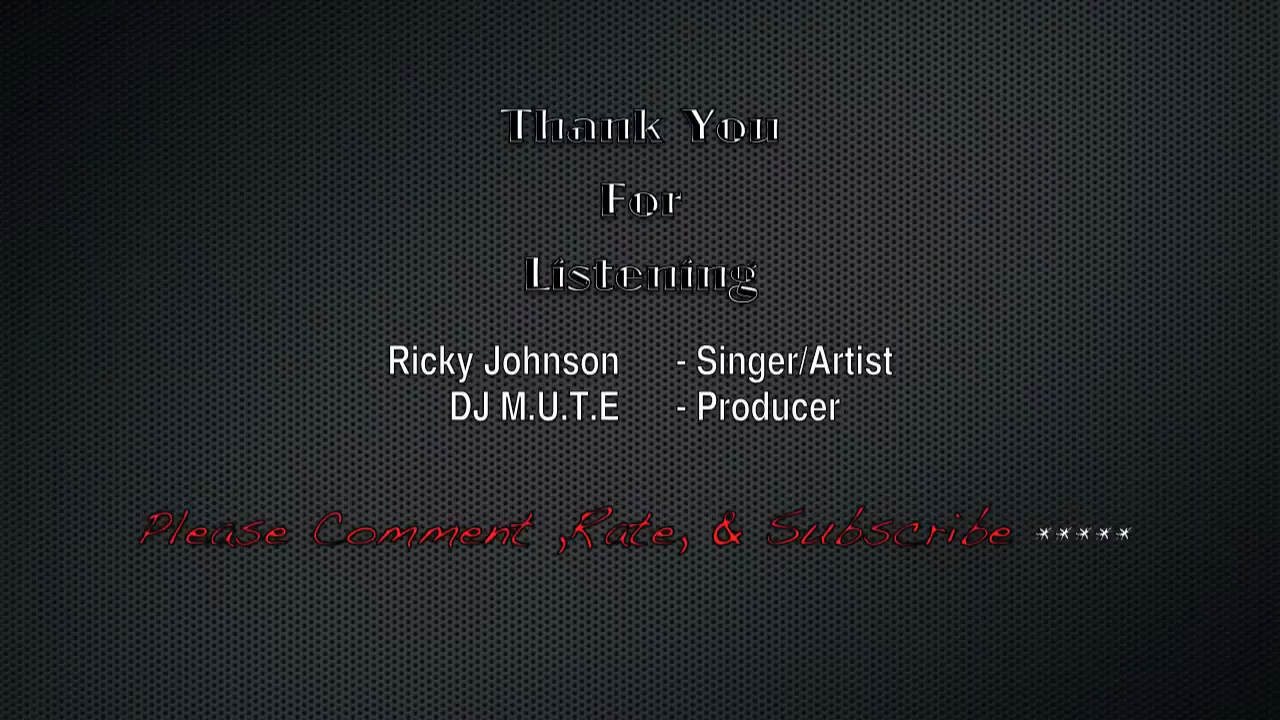 Thank You
For
Listening
Ricky Johnson - Singer/Artist
DJ M.U.T.E - Producer
Please Comment ,Rate, & Subscribe *****